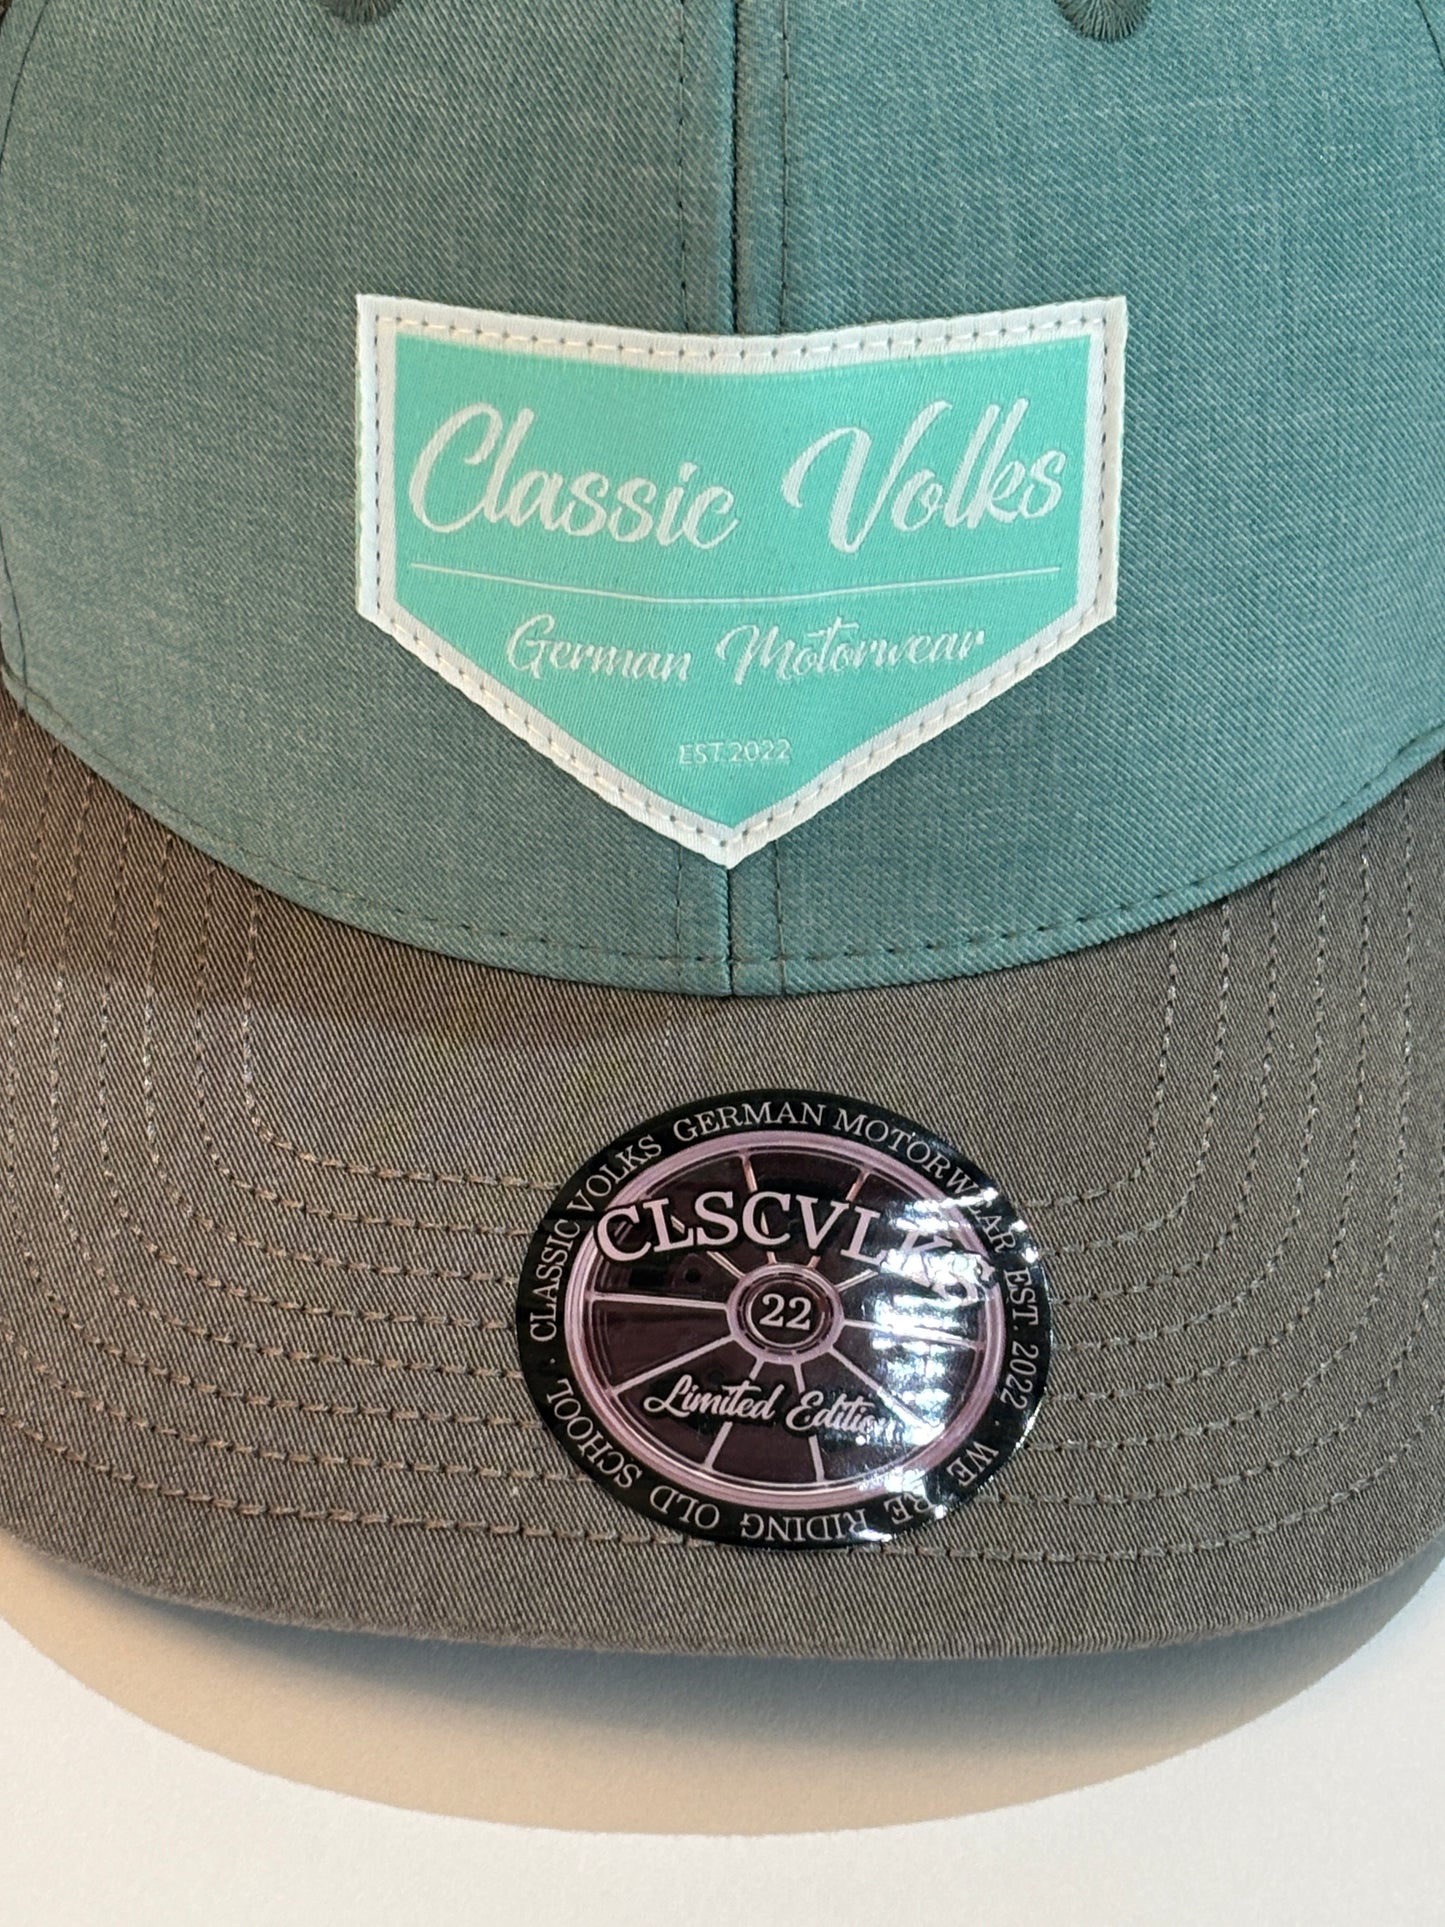 Classic Volks
German Motorwear
EST.2022
CLASSIC VOLKS GERMAN MOTORWEAR EST. 2022 · WE ARE RIDING OLD SCHOOL ·
CLSCVLKS
22
Limited Edition